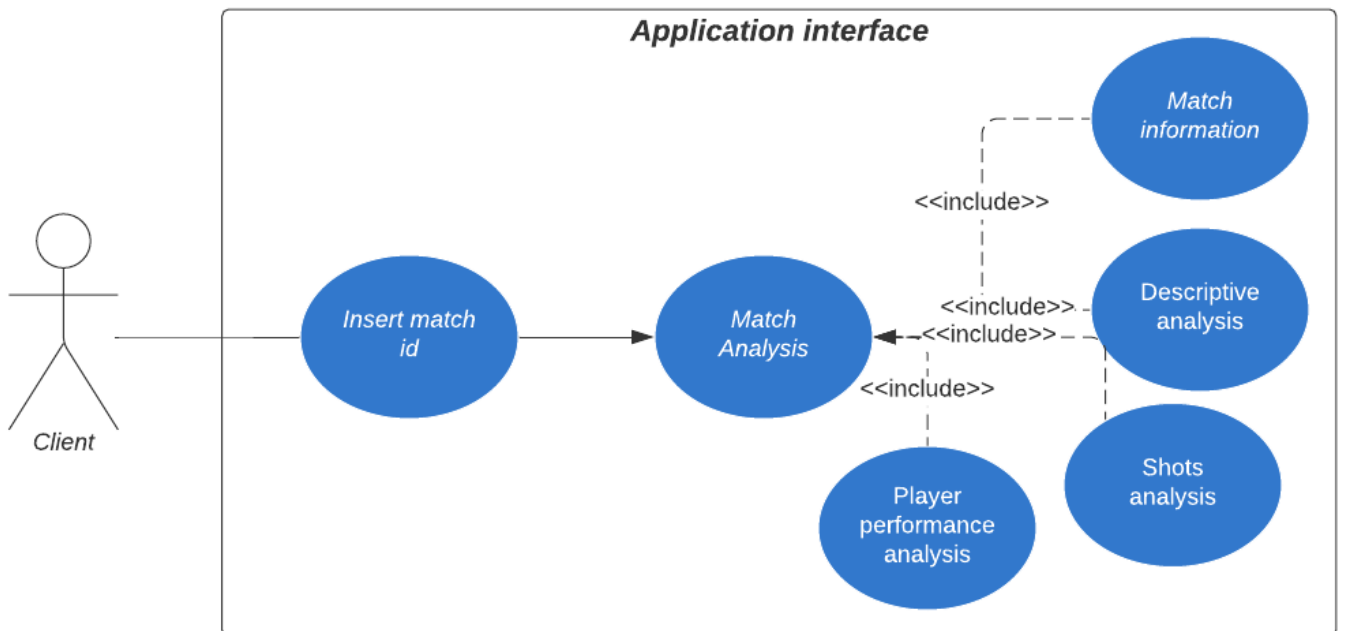 Application interface
Match
information
<<include>>
Descriptive
analysis
<<include>>
<<include>>
Insert match
id
Match
Analysis
<<include>>
Client
Shots
analysis
Player
performance
analysis